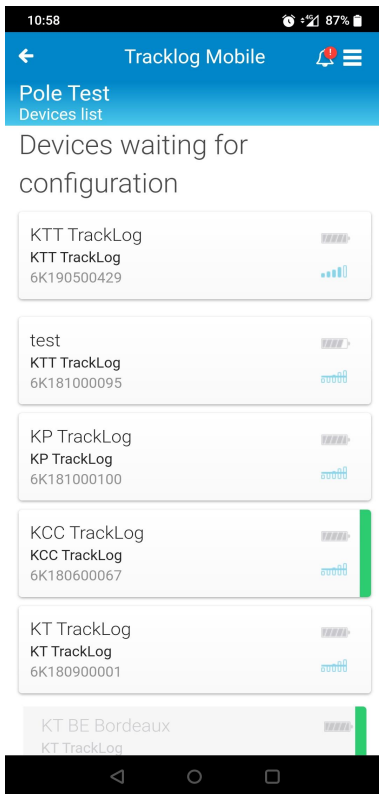 10:58
4G 87%
Tracklog Mobile
Pole Test
Devices list
Devices waiting for
configuration
KTT TrackLog
KTT TrackLog
6K190500429
test
KTT TrackLog
6K181000095
KP TrackLog
KP TrackLog
6K181000100
KCC TrackLog
KCC TrackLog
6K180600067
KT TrackLog
KT TrackLog
6K180900001
KT BE Bordeaux
KT TrackLog